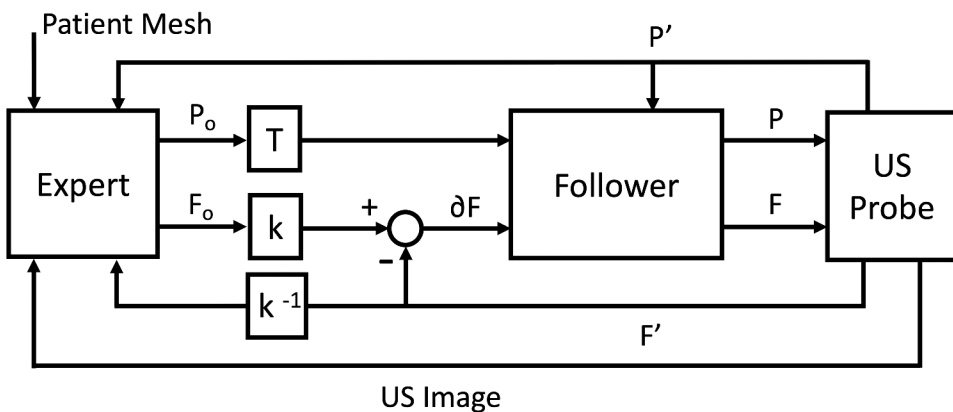 Patient Mesh
P’
Pₒ
T
P
Expert
Follower
US
Probe
Fₒ
k
+
∂F
F
−
k ⁻¹
F’
US Image